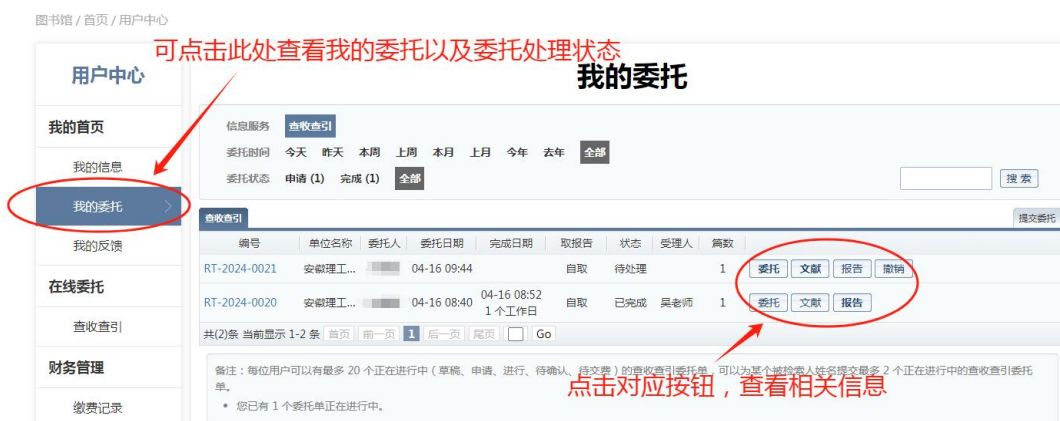 图书馆 / 首页 / 用户中心
可点击此处查看我的委托以及委托处理状态
用户中心
我的首页
我的信息
我的委托 >
我的反馈
在线委托
查收查引
财务管理
缴费记录
我的委托
信息服务 查收查引
委托时间 今天 昨天 本周 上周 本月 上月 今年 去年 全部
委托状态 申请 (1) 完成 (1) 全部
搜索
查收查引 提交委托
编号 单位名称 委托人 委托日期 完成日期 取报告 状态 受理人 篇数
RT-2024-0021 安徽理工... 04-16 09:44 自取 待处理 1 委托 文献 报告 撤销
RT-2024-0020 安徽理工... 04-16 08:40 04-16 08:52 1 个工作日 自取 已完成 吴老师 1 委托 文献 报告
共(2)条 当前显示 1-2 条 首页 前一页 1 后一页 尾页 Go
备注：每位用户可以有最多 20 个正在进行中（草稿、申请、进行、待确认、待交费）的查收查引委托单，可以为某个被检索人姓名提交最多 2 个正在进行中的查收查引委托
单。
• 您已有 1 个委托单正在进行中。
点击对应按钮，查看相关信息